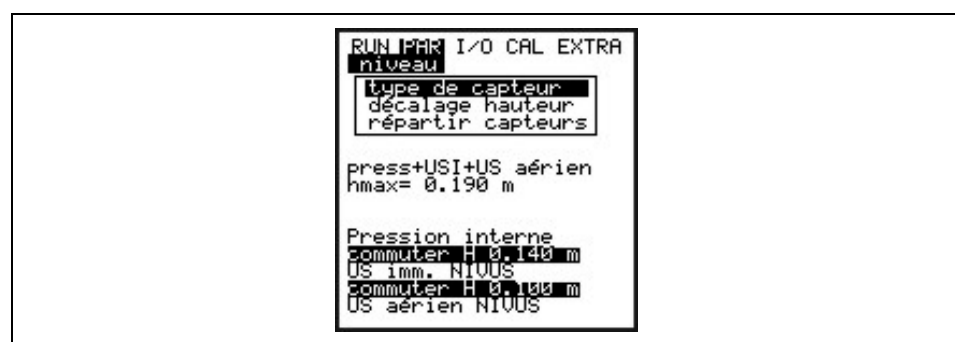 RUN PAR I/O CAL EXTRA
niveau
type de capteur
décalage hauteur
répartir capteurs
press+USI+US aérien
hmax= 0.190 m
Pression interne
commuter H 0.140 m
US imm. NIVUS
commuter H 0.100 m
US aérien NIVUS